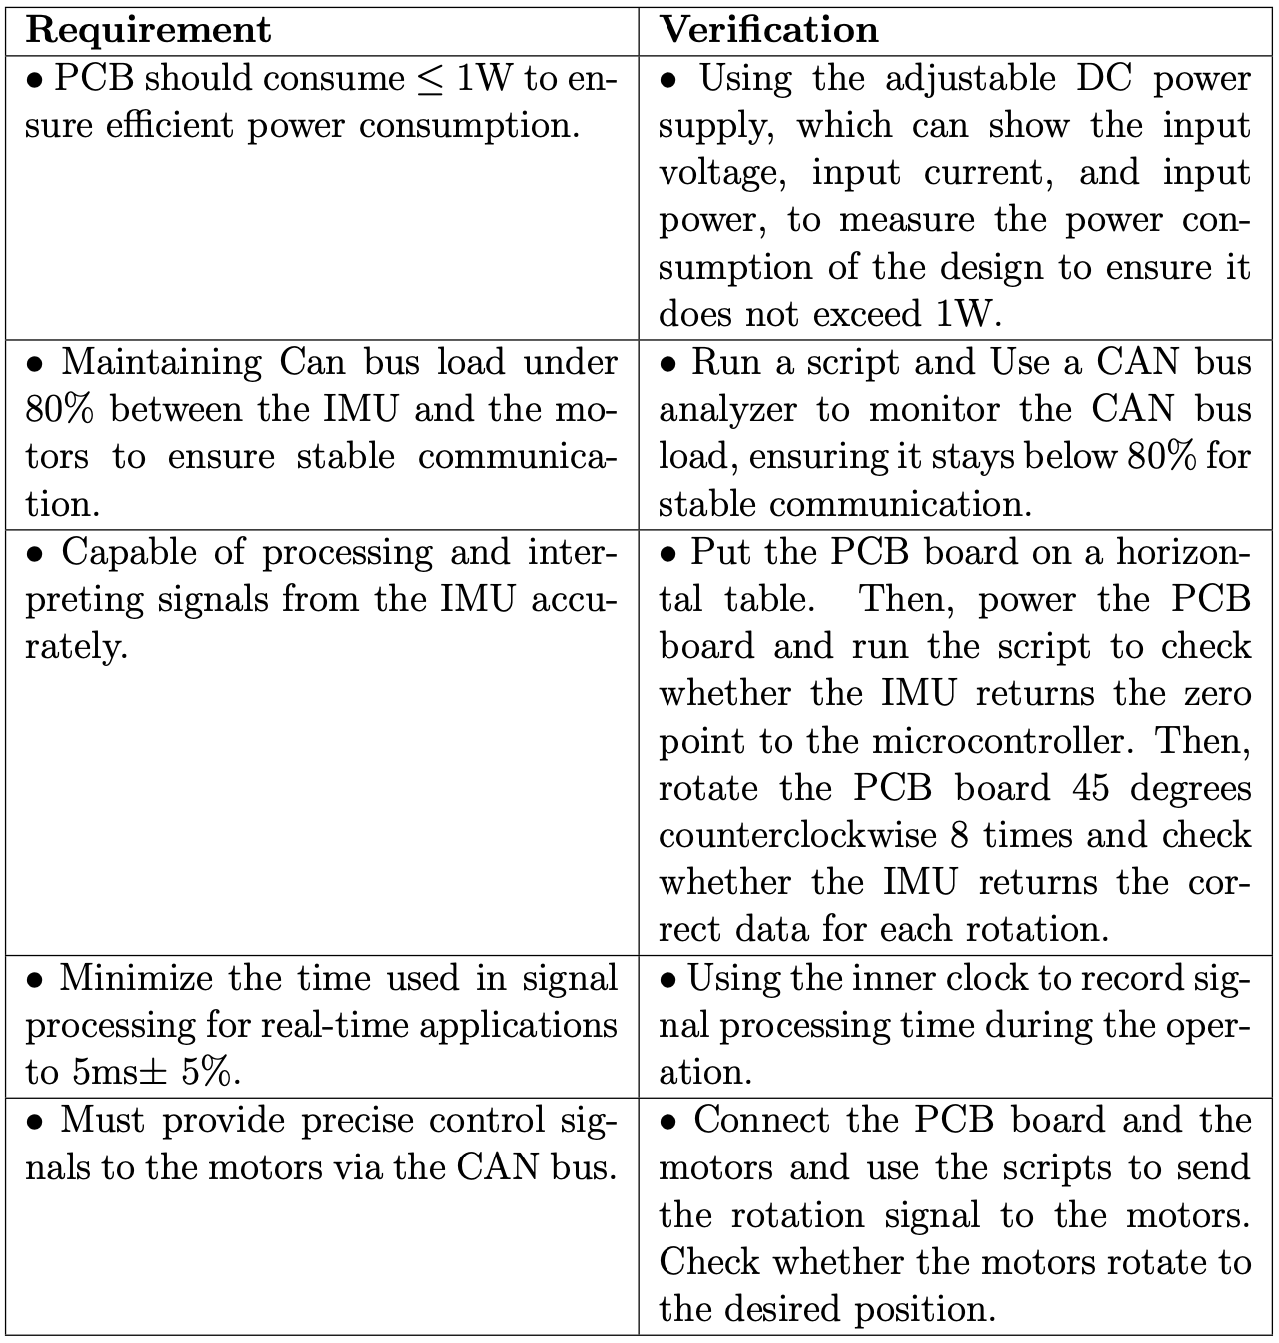 Requirement
Verification
• PCB should consume ≤ 1W to en-
sure efficient power consumption.
• Using the adjustable DC power
supply, which can show the input
voltage, input current, and input
power, to measure the power con-
sumption of the design to ensure it
does not exceed 1W.
• Maintaining Can bus load under
80% between the IMU and the mo-
tors to ensure stable communica-
tion.
• Run a script and Use a CAN bus
analyzer to monitor the CAN bus
load, ensuring it stays below 80% for
stable communication.
• Capable of processing and inter-
preting signals from the IMU accu-
rately.
• Put the PCB board on a horizon-
tal table. Then, power the PCB
board and run the script to check
whether the IMU returns the zero
point to the microcontroller. Then,
rotate the PCB board 45 degrees
counterclockwise 8 times and check
whether the IMU returns the cor-
rect data for each rotation.
• Minimize the time used in signal
processing for real-time applications
to 5ms± 5%.
• Using the inner clock to record sig-
nal processing time during the oper-
ation.
• Must provide precise control sig-
nals to the motors via the CAN bus.
• Connect the PCB board and the
motors and use the scripts to send
the rotation signal to the motors.
Check whether the motors rotate to
the desired position.